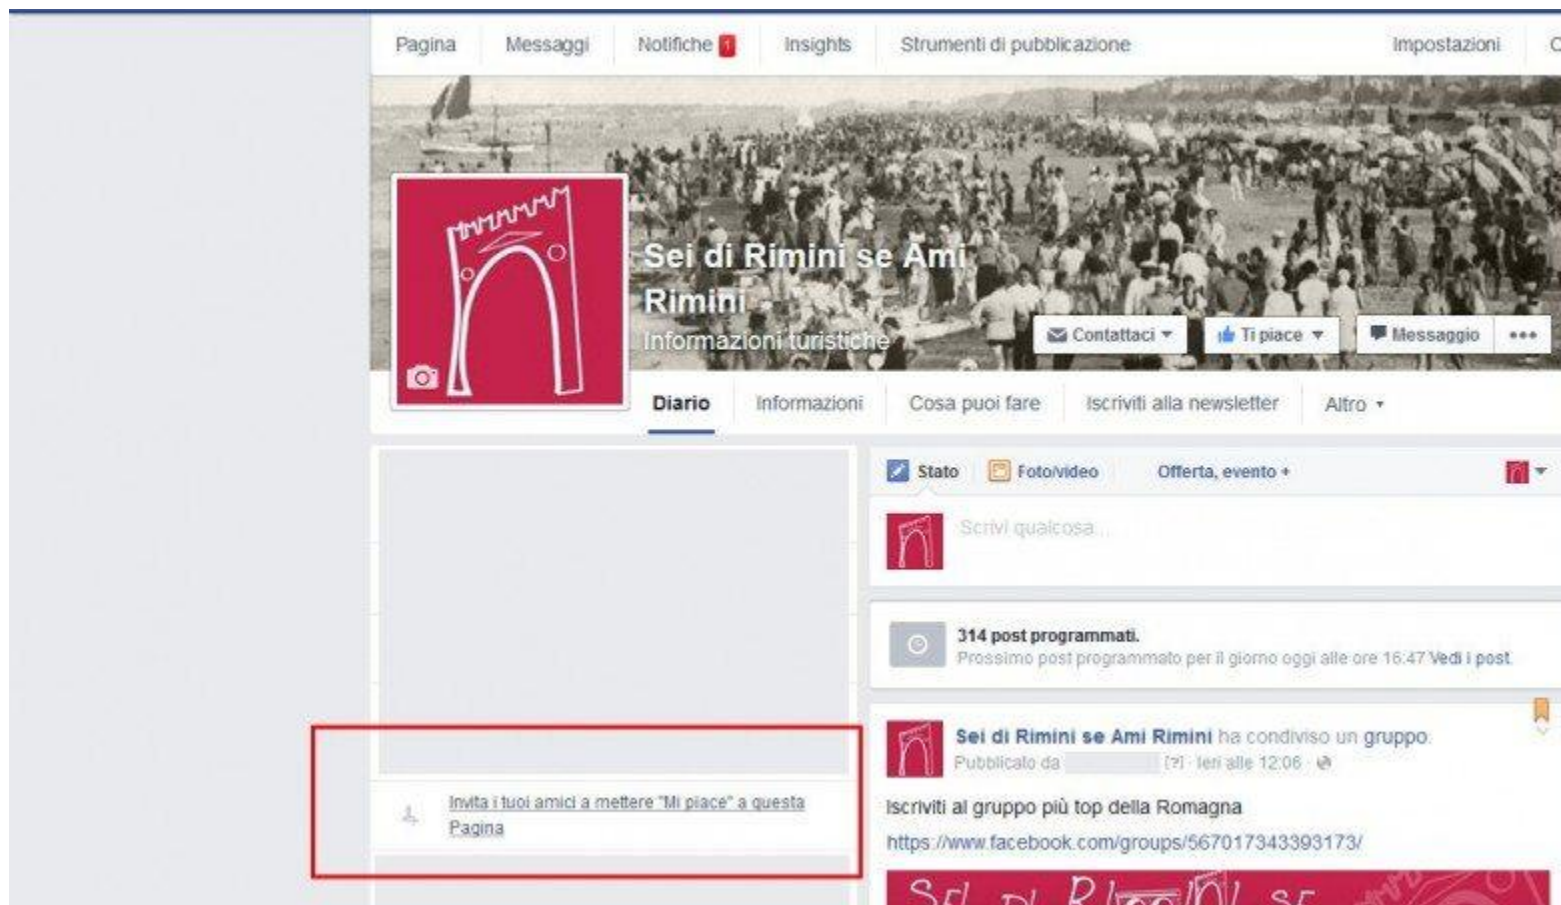 Pagina Messaggi Notifiche 1 Insights Strumenti di pubblicazione Impostazioni
Sei di Rimini se Ami
Rimini
Informazioni turistiche
Contattaci Ti piace Messaggio
Diario Informazioni Cosa puoi fare Iscriviti alla newsletter Altro
Stato Foto/video Offerta, evento +
Scrivi qualcosa...
314 post programmati.
Prossimo post programmato per il giorno oggi alle ore 16:47 Vedi i post.
Sei di Rimini se Ami Rimini ha condiviso un gruppo.
Pubblicato da [?] · Ieri alle 12:06 ·
Invita i tuoi amici a mettere "Mi piace" a questa
Pagina
Iscriviti al gruppo più top della Romagna
https://www.facebook.com/groups/567017343393173/
SEI DI RIMINI SE